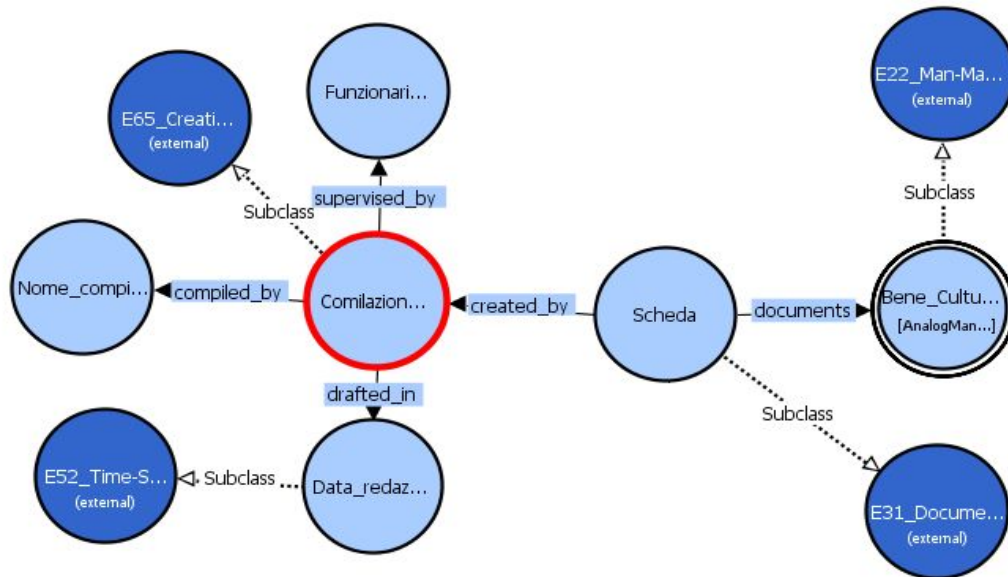 E22_Man-Ma...
(external)
Funzionari...
E65_Creati...
(external)
Subclass
supervised_by
Subclass
Nome_compi...
compiled_by
Comilazion...
created_by
Scheda
documents
Bene_Cultu...
[AnalogMan...]
drafted_in
Subclass
E52_Time-S...
(external)
Subclass
Data_redaz...
E31_Docume...
(external)